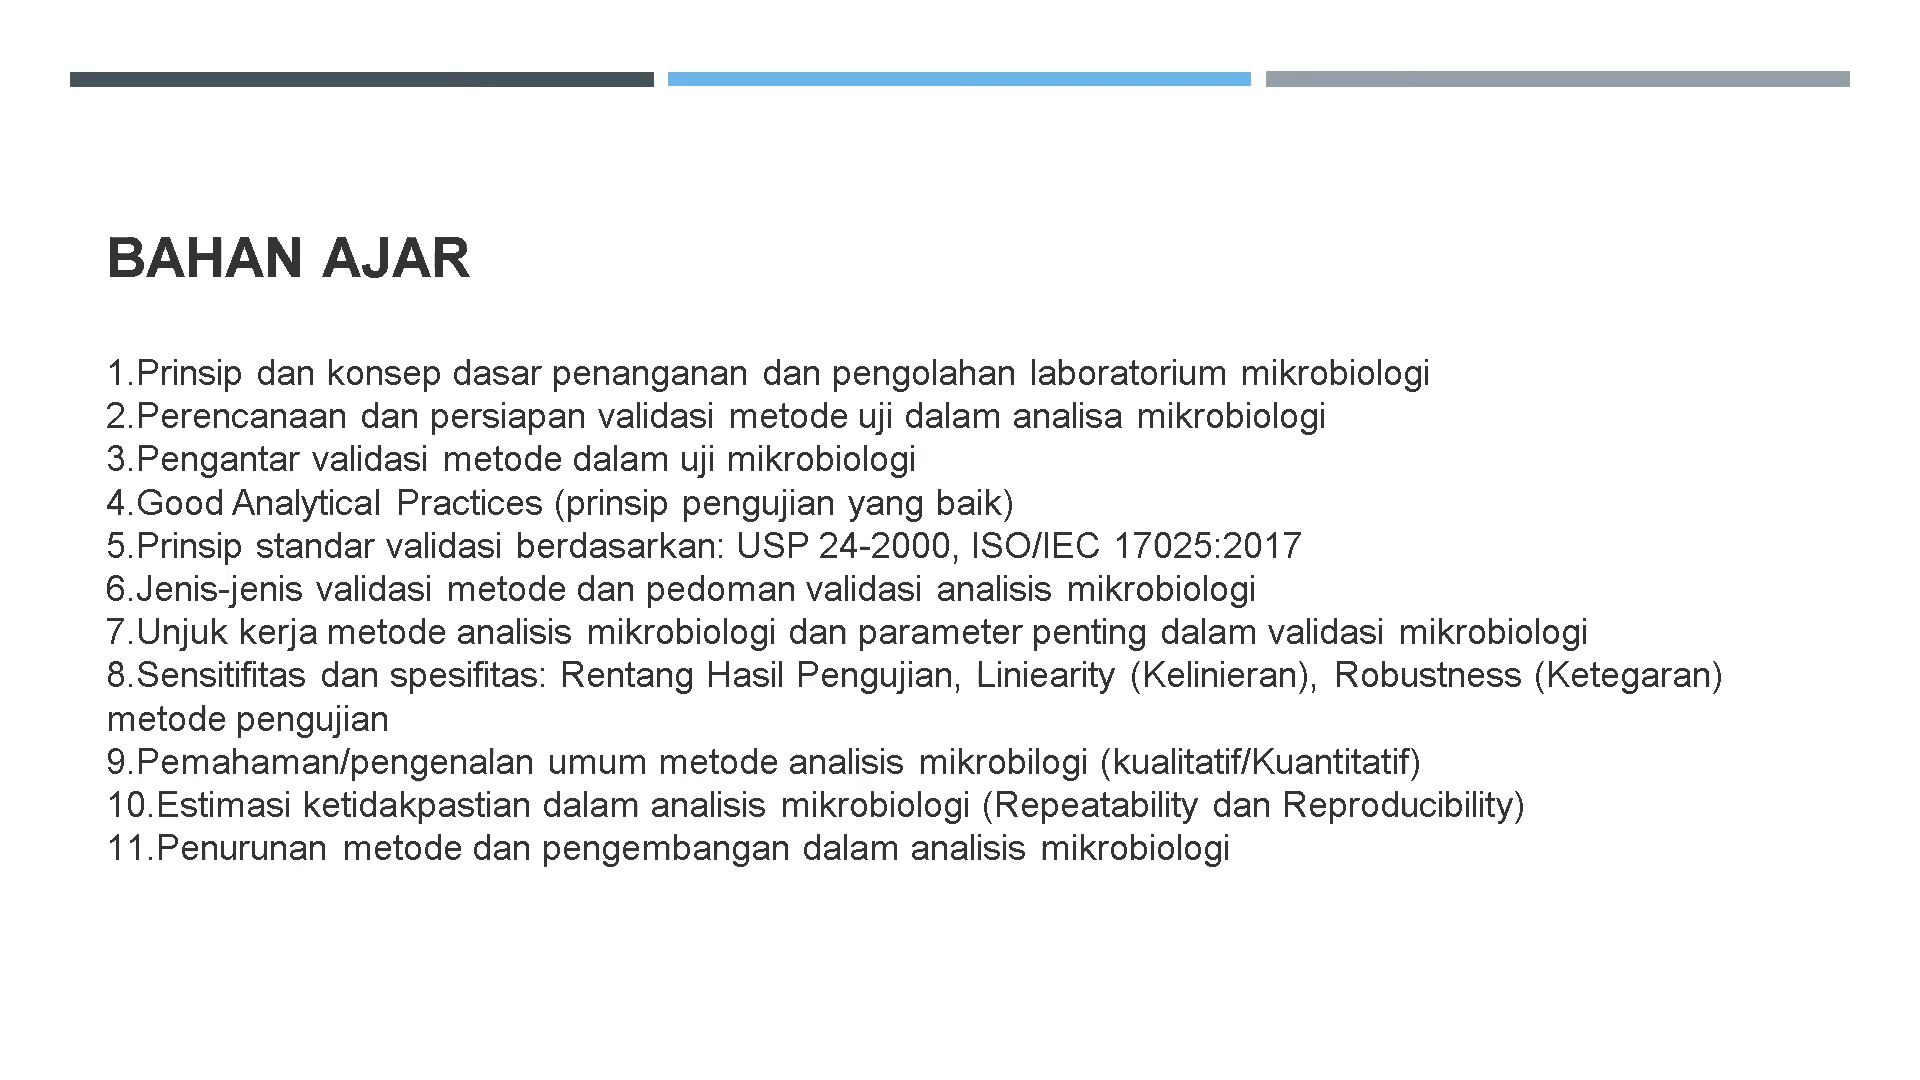 BAHAN AJAR
1.Prinsip dan konsep dasar penanganan dan pengolahan laboratorium mikrobiologi
2.Perencanaan dan persiapan validasi metode uji dalam analisa mikrobiologi
3.Pengantar validasi metode dalam uji mikrobiologi
4.Good Analytical Practices (prinsip pengujian yang baik)
5.Prinsip standar validasi berdasarkan: USP 24-2000, ISO/IEC 17025:2017
6.Jenis-jenis validasi metode dan pedoman validasi analisis mikrobiologi
7.Unjuk kerja metode analisis mikrobiologi dan parameter penting dalam validasi mikrobiologi
8.Sensitifitas dan spesifitas: Rentang Hasil Pengujian, Liniearity (Kelinieran), Robustness (Ketegaran)
metode pengujian
9.Pemahaman/pengenalan umum metode analisis mikrobilogi (kualitatif/Kuantitatif)
10.Estimasi ketidakpastian dalam analisis mikrobiologi (Repeatability dan Reproducibility)
11.Penurunan metode dan pengembangan dalam analisis mikrobiologi